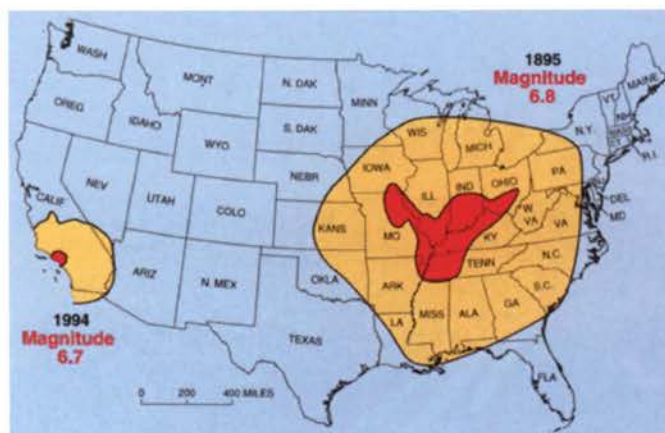 WASH
MONT
N. DAK
MINN
OREG
IDAHO
S. DAK
WYO
WIS
MICH
N.Y.
VT
NH
MAINE
1895
Magnitude
6.8
NEBR
IOWA
PA
R.I.
NEV
UTAH
COLO
ILL
IND
OHIO
W.
VA
VA
DEL
MD
CALIF
KANS
MO
KY
ARIZ
N. MEX
OKLA
ARK
TENN
N.C.
S.C.
1994
Magnitude
6.7
TEXAS
LA
MISS
ALA
GA
FLA
0 200 400 MILES